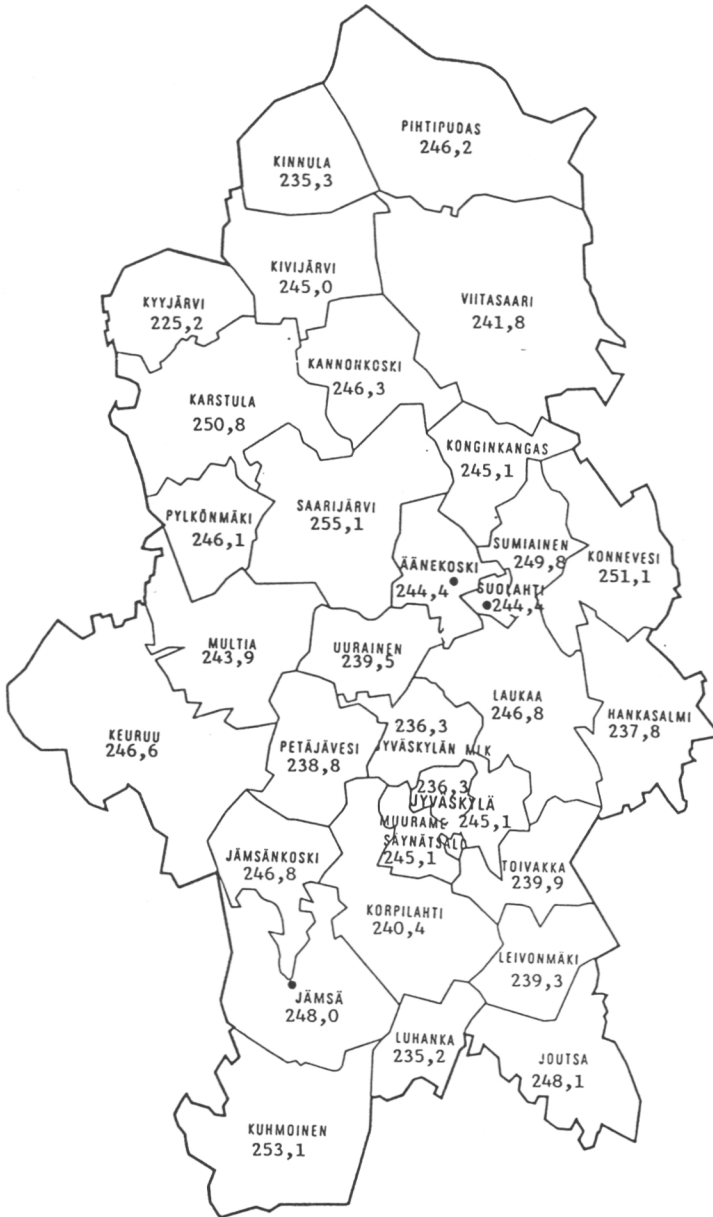 PIHTIPUDAS
246,2
KINNULA
235,3
KIVIJÄRVI
245,0
KYYJÄRVI
225,2
VIITASAARI
241,8
KANNONKOSKI
246,3
KARSTULA
250,8
KONGINKANGAS
245,1
SAARIJÄRVI
255,1
PYLKÖNMÄKI
246,1
SUMIAINEN
249,8
KONNEVESI
251,1
ÄÄNEKOSKI
244,4
SUOLAHTI
244,4
MULTIA
243,9
UURAINEN
239,5
LAUKAA
246,8
HANKASALMI
237,8
KEURUU
246,6
PETÄJÄVESI
238,8
236,3
JYVÄSKYLÄN MLK
236,3
JYVÄSKYLÄ
245,1
MUURAME
SÄYNÄTSALO
245,1
JÄMSÄNKOSKI
246,8
TOIVAKKA
239,9
KORPILAHTI
240,4
LEIVONMÄKI
239,3
JÄMSÄ
248,0
LUHANKA
235,2
JOUTSA
248,1
KUHMOINEN
253,1